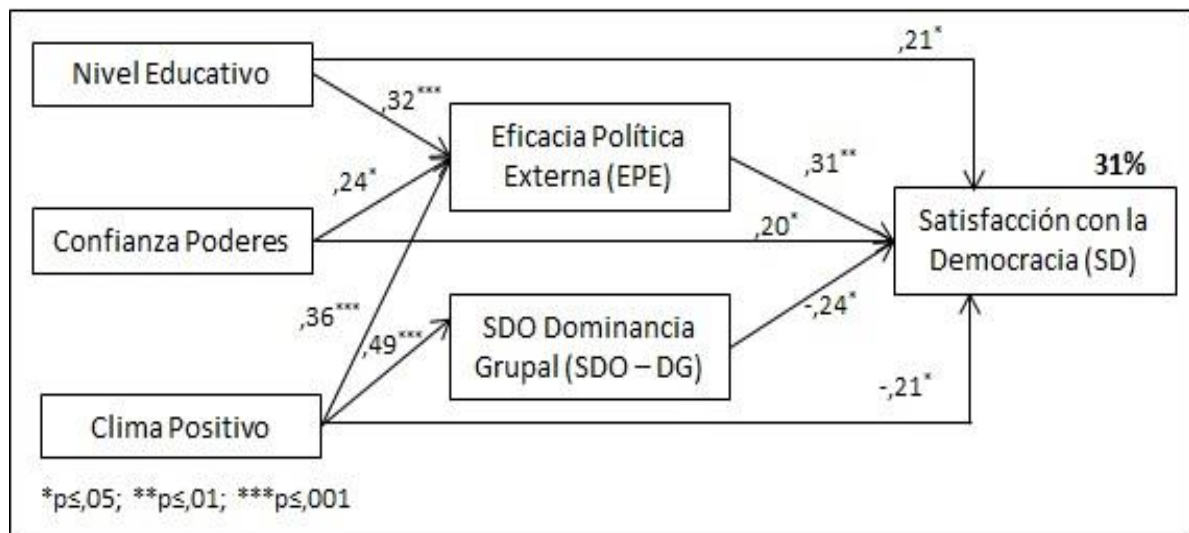 ,21*
Nivel Educativo
,32***
Eficacia Política
Externa (EPE)
,31**
31%
,24*
Confianza Poderes
,20*
Satisfacción con la
Democracia (SD)
,36***
,49***
SDO Dominancia
Grupal (SDO – DG)
-,24*
-,21*
Clima Positivo
*p≤,05; **p≤,01; ***p≤,001